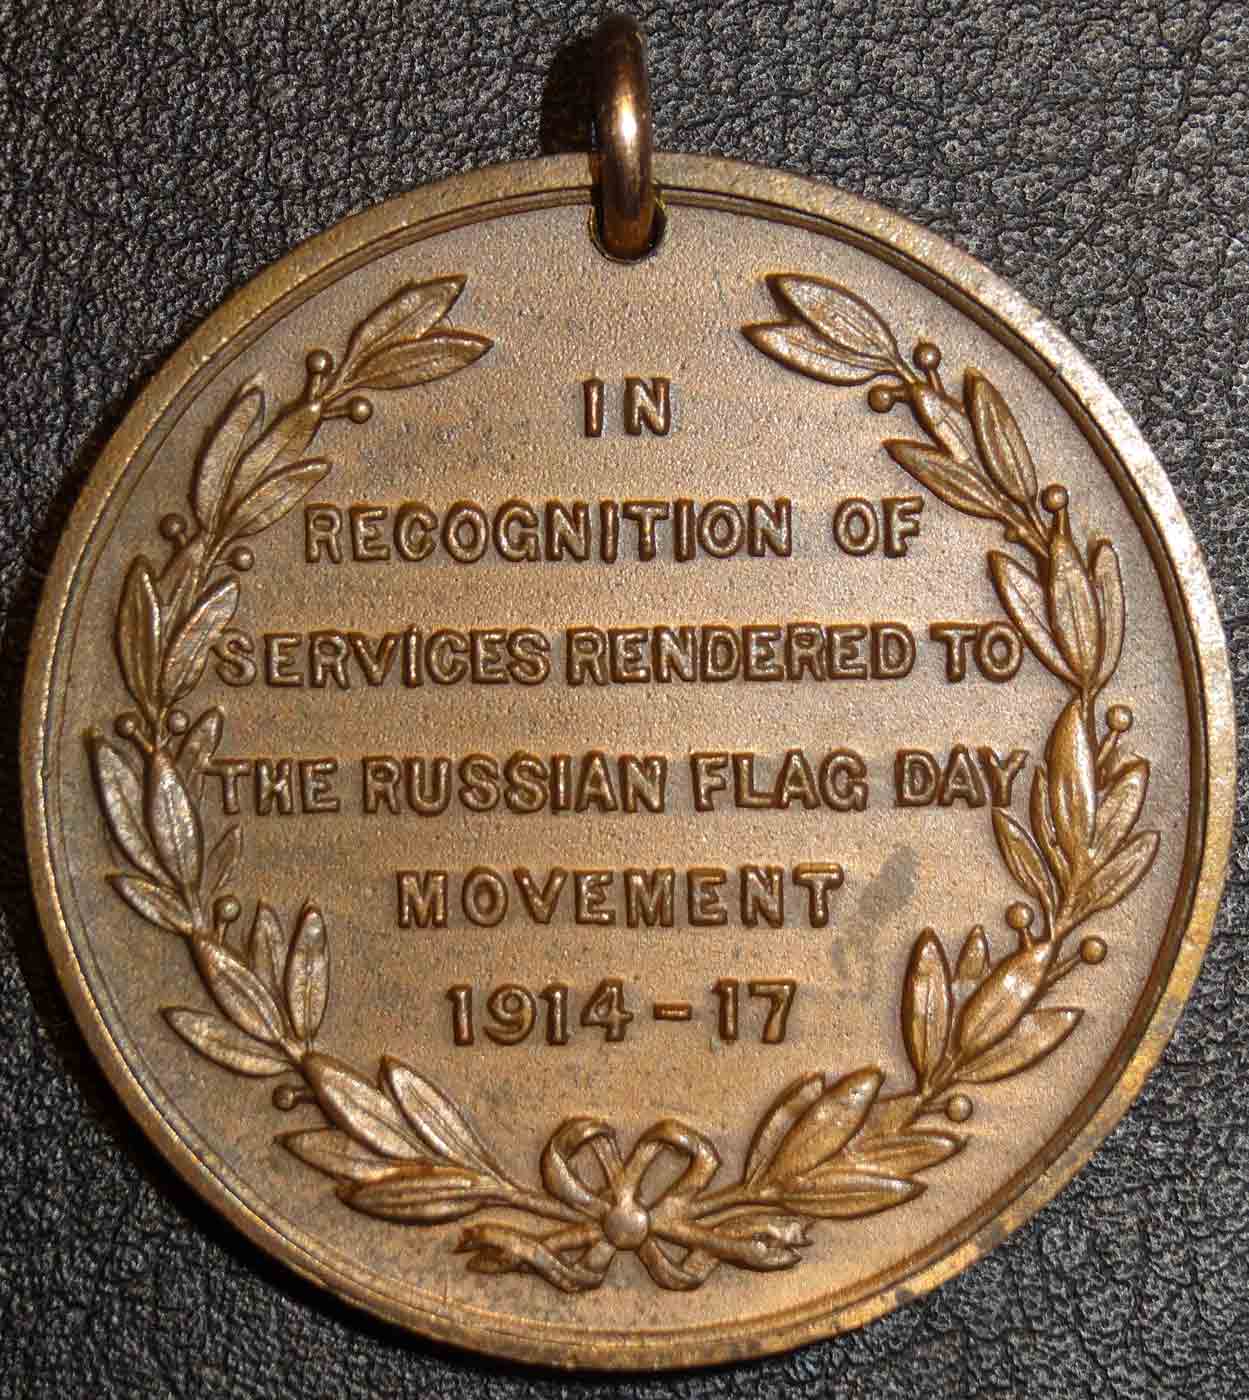 IN
RECOGNITION OF
SERVICES RENDERED TO
THE RUSSIAN FLAG DAY
MOVEMENT
1914-17